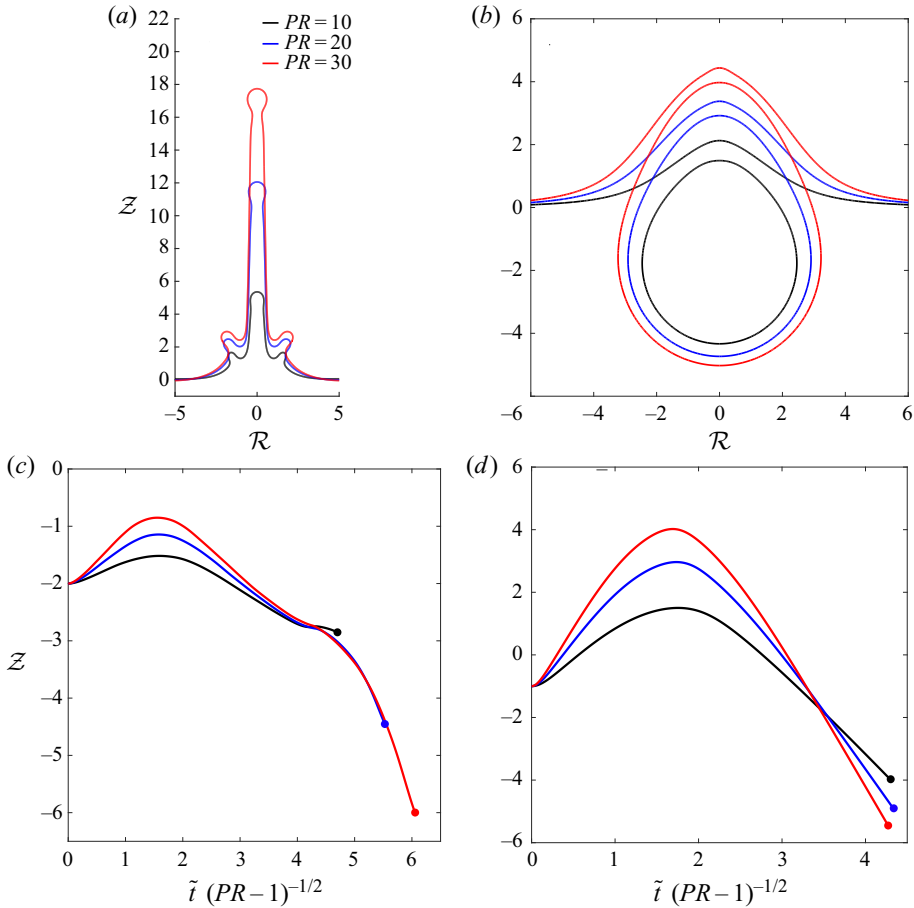 (a)
PR = 10
PR = 20
PR = 30
22
20
18
16
14
12
10
8
6
4
2
0
𝒵
−5 0 5
ℛ
(b)
6
4
2
0
−2
−4
−6 −4 −2 0 2 4 6
ℛ
(c)
0
−1
−2
−3
−4
−5
−6
𝒵
0 1 2 3 4 5 6
t̃ (PR − 1)^{−1/2}
(d)
6
4
2
0
−2
−4
−6
0 1 2 3 4
t̃ (PR − 1)^{−1/2}